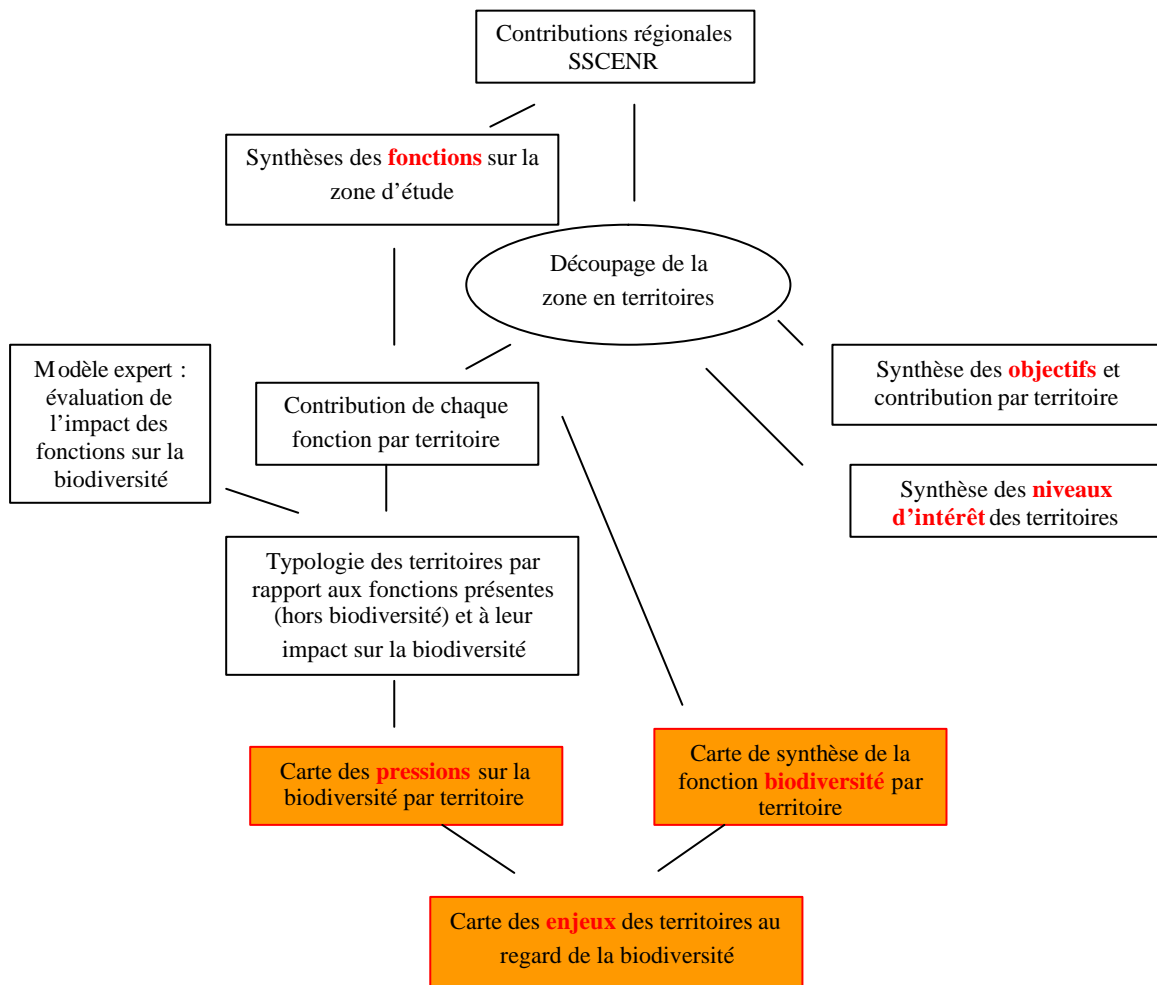 Contributions régionales
SSCENR
Synthèses des fonctions sur la
zone d’étude
Découpage de la
zone en territoires
Modèle expert :
évaluation de
l’impact des
fonctions sur la
biodiversité
Contribution de chaque
fonction par territoire
Synthèse des objectifs et
contribution par territoire
Synthèse des niveaux
d’intérêt des territoires
Typologie des territoires par
rapport aux fonctions présentes
(hors biodiversité) et à leur
impact sur la biodiversité
Carte des pressions sur la
biodiversité par territoire
Carte de synthèse de la
fonction biodiversité par
territoire
Carte des enjeux des territoires au
regard de la biodiversité